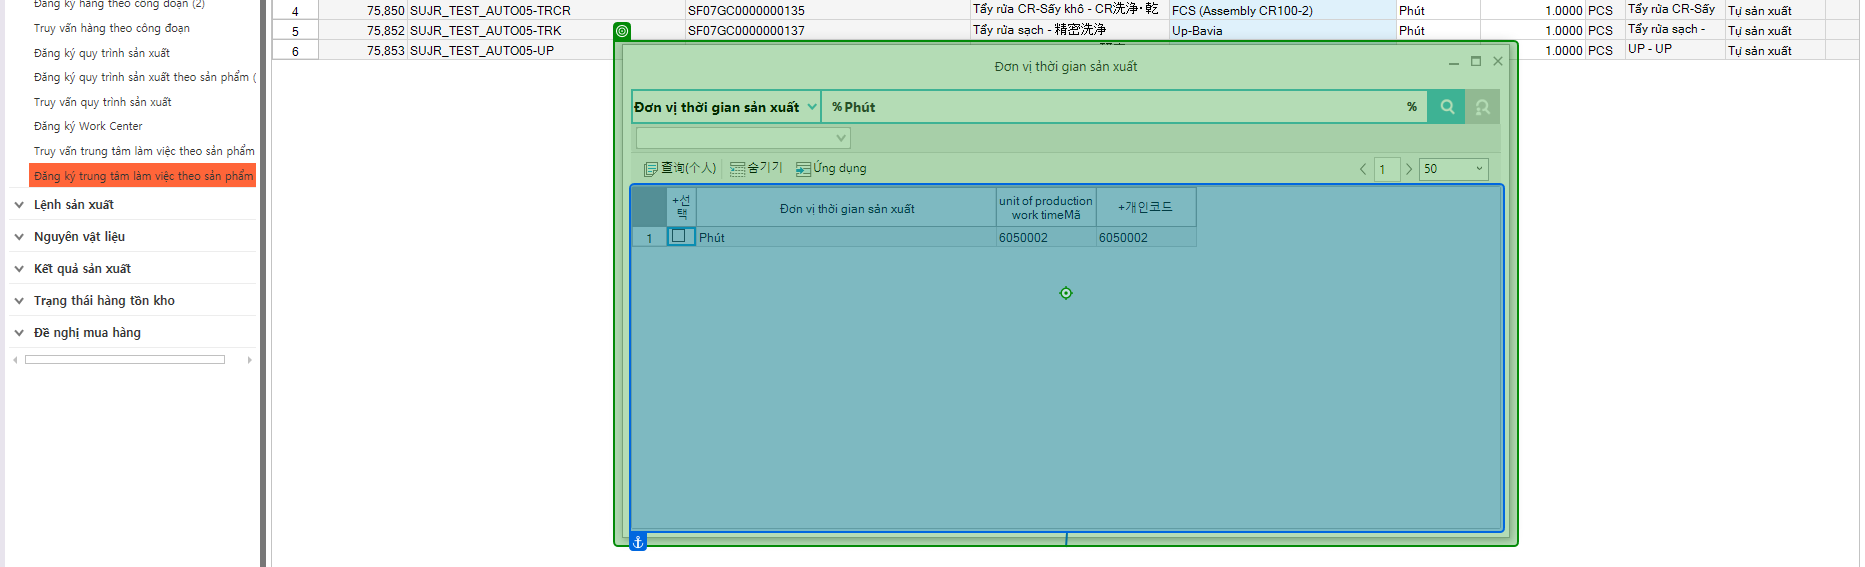 Đăng ký hàng theo công đoạn (2)
Truy vấn hàng theo công đoạn
Đăng ký quy trình sản xuất
Đăng ký quy trình sản xuất theo sản phẩm (
Truy vấn quy trình sản xuất
Đăng ký Work Center
Truy vấn trung tâm làm việc theo sản phẩm
Đăng ký trung tâm làm việc theo sản phẩm
Lệnh sản xuất
Nguyên vật liệu
Kết quả sản xuất
Trạng thái hàng tồn kho
Đề nghị mua hàng
4 75,850 SUJR_TEST_AUTO05-TRCR SF07GC0000000135 Tẩy rửa CR-Sấy khô - CR洗浄・乾 FCS (Assembly CR100-2) Phút 1.0000 PCS Tẩy rửa CR-Sấy Tự sản xuất
5 75,852 SUJR_TEST_AUTO05-TRK SF07GC0000000137 Tẩy rửa sạch - 精密洗浄 Up-Bavia Phút 1.0000 PCS Tẩy rửa sạch - Tự sản xuất
6 75,853 SUJR_TEST_AUTO05-UP 1.0000 PCS UP - UP Tự sản xuất
Đơn vị thời gian sản xuất
Đơn vị thời gian sản xuất % Phút %
查询(个人) 숨기기 Ứng dụng 1 50
+선택 Đơn vị thời gian sản xuất unit of production work timeMã +개인코드
1 Phút 6050002 6050002